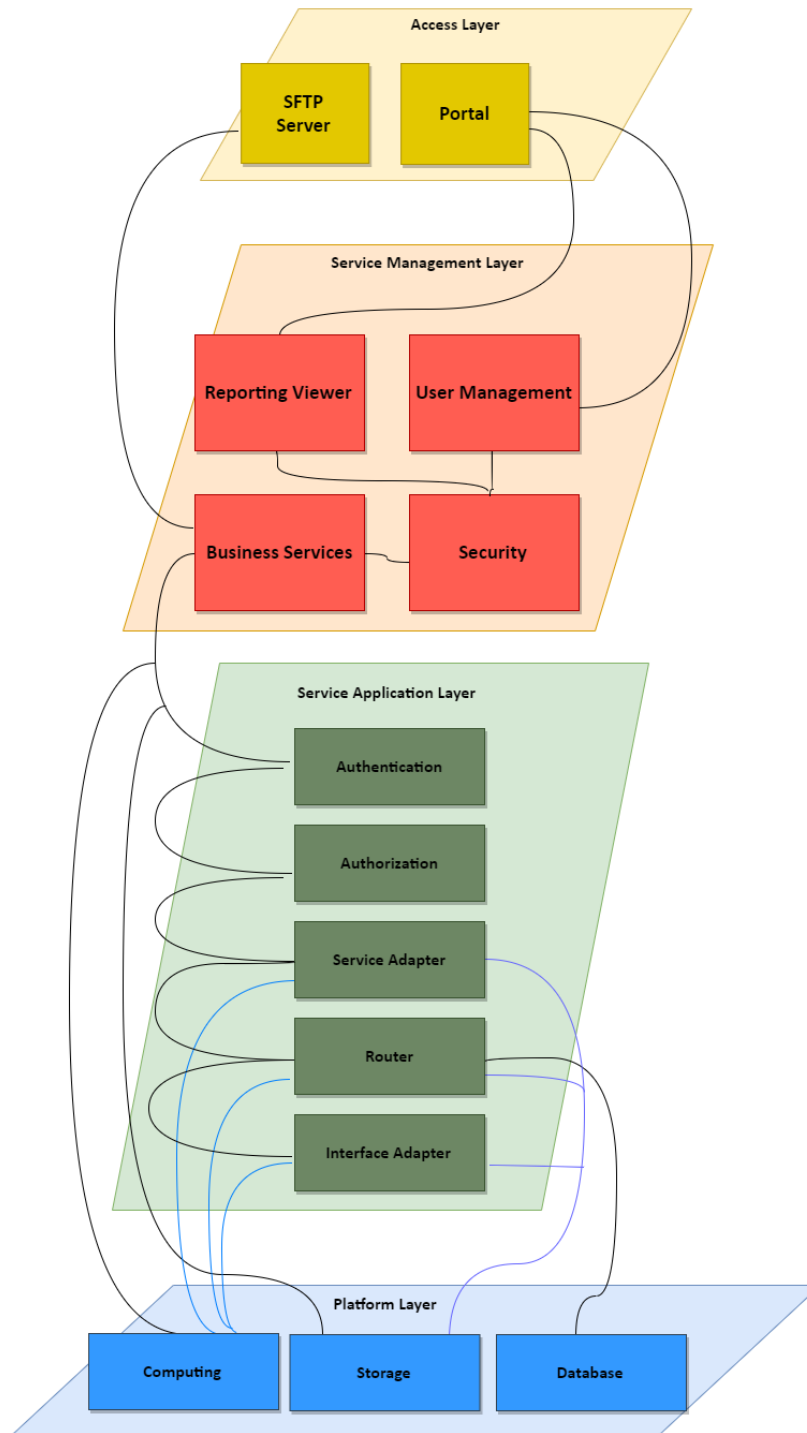 Access Layer
SFTP
Server
Portal
Service Management Layer
Reporting Viewer
User Management
Business Services
Security
Service Application Layer
Authentication
Authorization
Service Adapter
Router
Interface Adapter
Platform Layer
Computing
Storage
Database